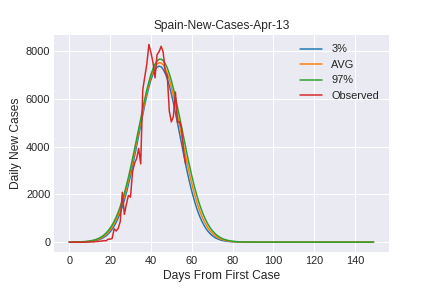 Spain-New-Cases-Apr-13
8000
6000
4000
2000
0
Daily New Cases
0 20 40 60 80 100 120 140
Days From First Case
3%
AVG
97%
Observed